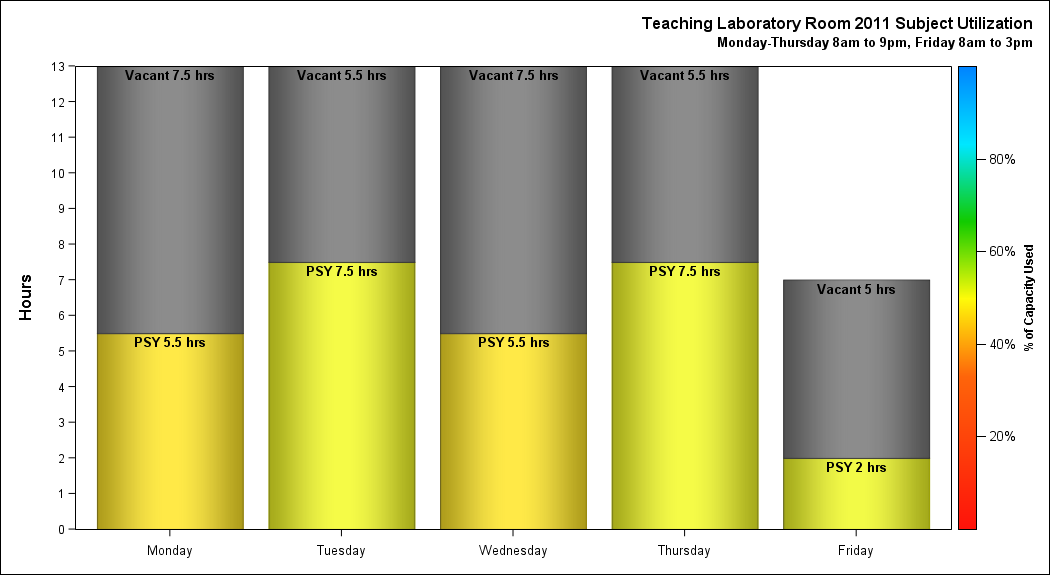 Teaching Laboratory Room 2011 Subject Utilization
Monday-Thursday 8am to 9pm, Friday 8am to 3pm
Hours
13
12
11
10
9
8
7
6
5
4
3
2
1
0
Vacant 7.5 hrs
PSY 5.5 hrs
Vacant 5.5 hrs
PSY 7.5 hrs
Vacant 7.5 hrs
PSY 5.5 hrs
Vacant 5.5 hrs
PSY 7.5 hrs
Vacant 5 hrs
PSY 2 hrs
Monday
Tuesday
Wednesday
Thursday
Friday
80%
60%
40%
20%
% of Capacity Used